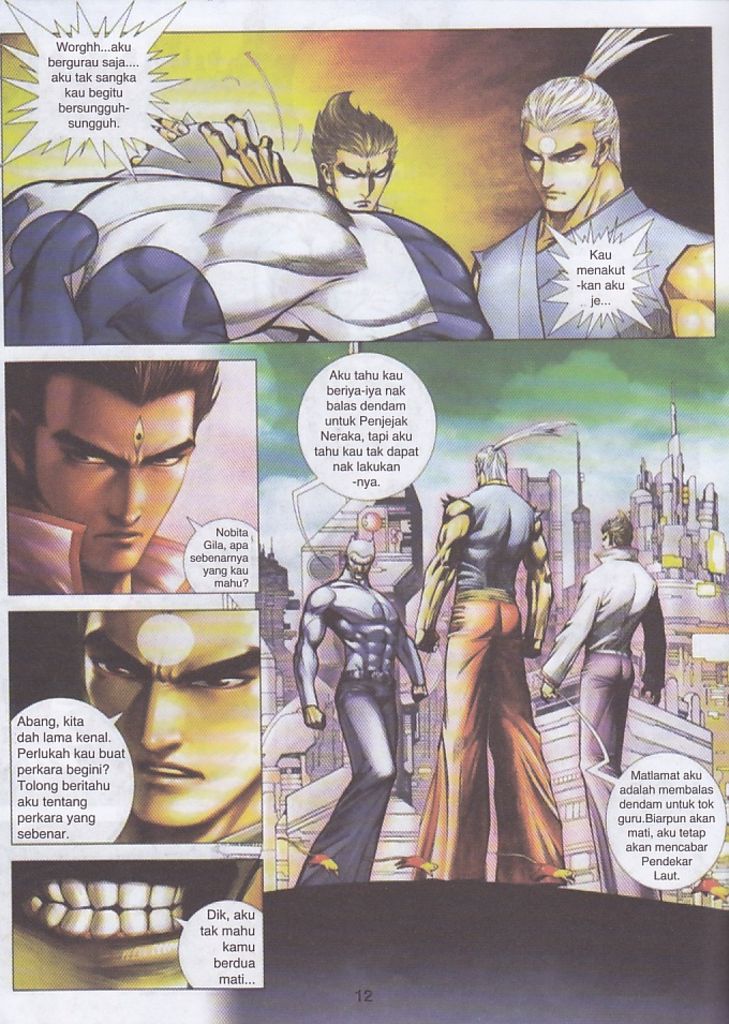 Worghh...aku
bergurau saja....
aku tak sangka
kau begitu
bersungguh-
sungguh.
Kau
menakut
-kan aku
je...
Aku tahu kau
beriya-iya nak
balas dendam
untuk Penjejak
Neraka, tapi aku
tahu kau tak dapat
nak lakukan
-nya.
Nobita
Gila, apa
sebenarnya
yang kau
mahu?
Abang, kita
dah lama kenal.
Perlukah kau buat
perkara begini?
Tolong beritahu
aku tentang
perkara yang
sebenar.
Matlamat aku
adalah membalas
dendam untuk tok
guru.Biarpun akan
mati, aku tetap
akan mencabar
Pendekar
Laut.
Dik, aku
tak mahu
kamu
berdua
mati...
12